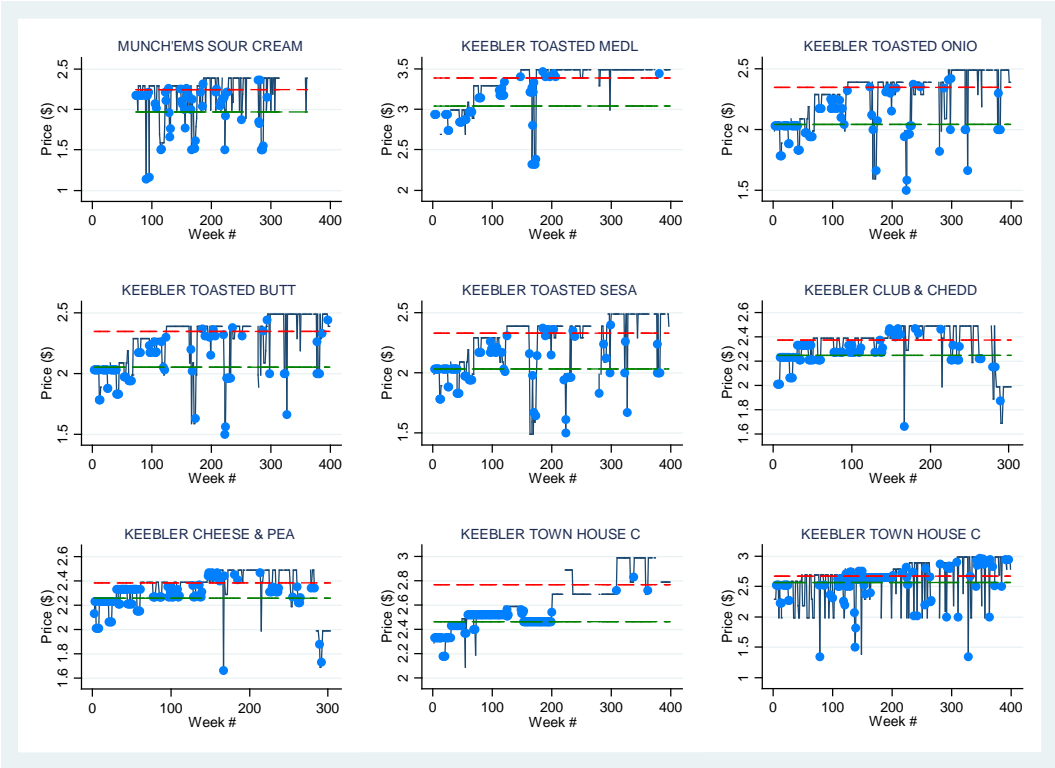 MUNCH'EMS SOUR CREAM
Price ($)
2.5
2
1.5
1
0 100 200 300 400
Week #
KEEBLER TOASTED MEDL
Price ($)
3.5
3
2.5
2
0 100 200 300 400
Week #
KEEBLER TOASTED ONIO
Price ($)
2.5
2
1.5
0 100 200 300 400
Week #
KEEBLER TOASTED BUTT
Price ($)
2.5
2
1.5
0 100 200 300 400
Week #
KEEBLER TOASTED SESA
Price ($)
2.5
2
1.5
0 100 200 300 400
Week #
KEEBLER CLUB & CHEDD
Price ($)
2.6
2.4
2.2
2
1.8
1.6
0 100 200 300
Week #
KEEBLER CHEESE & PEA
Price ($)
2.6
2.4
2.2
2
1.8
1.6
0 100 200 300
Week #
KEEBLER TOWN HOUSE C
Price ($)
3
2.8
2.6
2.4
2.2
2
0 100 200 300 400
Week #
KEEBLER TOWN HOUSE C
Price ($)
3
2.5
2
1.5
1
0 100 200 300 400
Week #